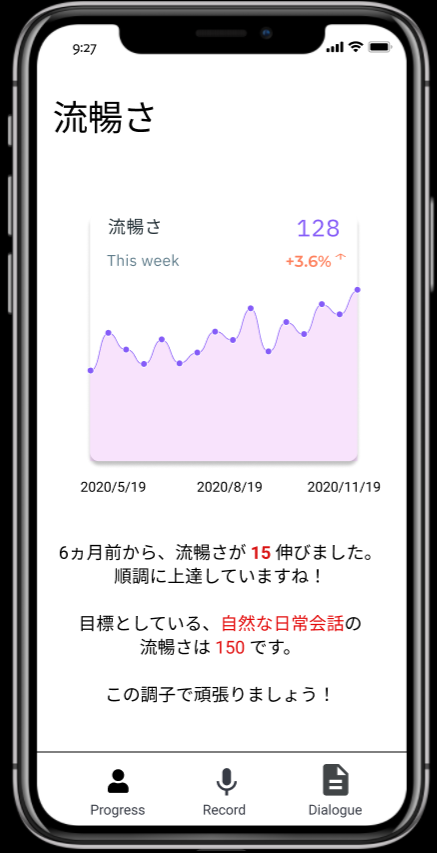 9:27
流暢さ
流暢さ 128
This week +3.6% ↑
2020/5/19 2020/8/19 2020/11/19
6ヵ月前から、流暢さが 15 伸びました。
順調に上達していますね！
目標としている、自然な日常会話の
流暢さは 150 です。
この調子で頑張りましょう！
Progress Record Dialogue